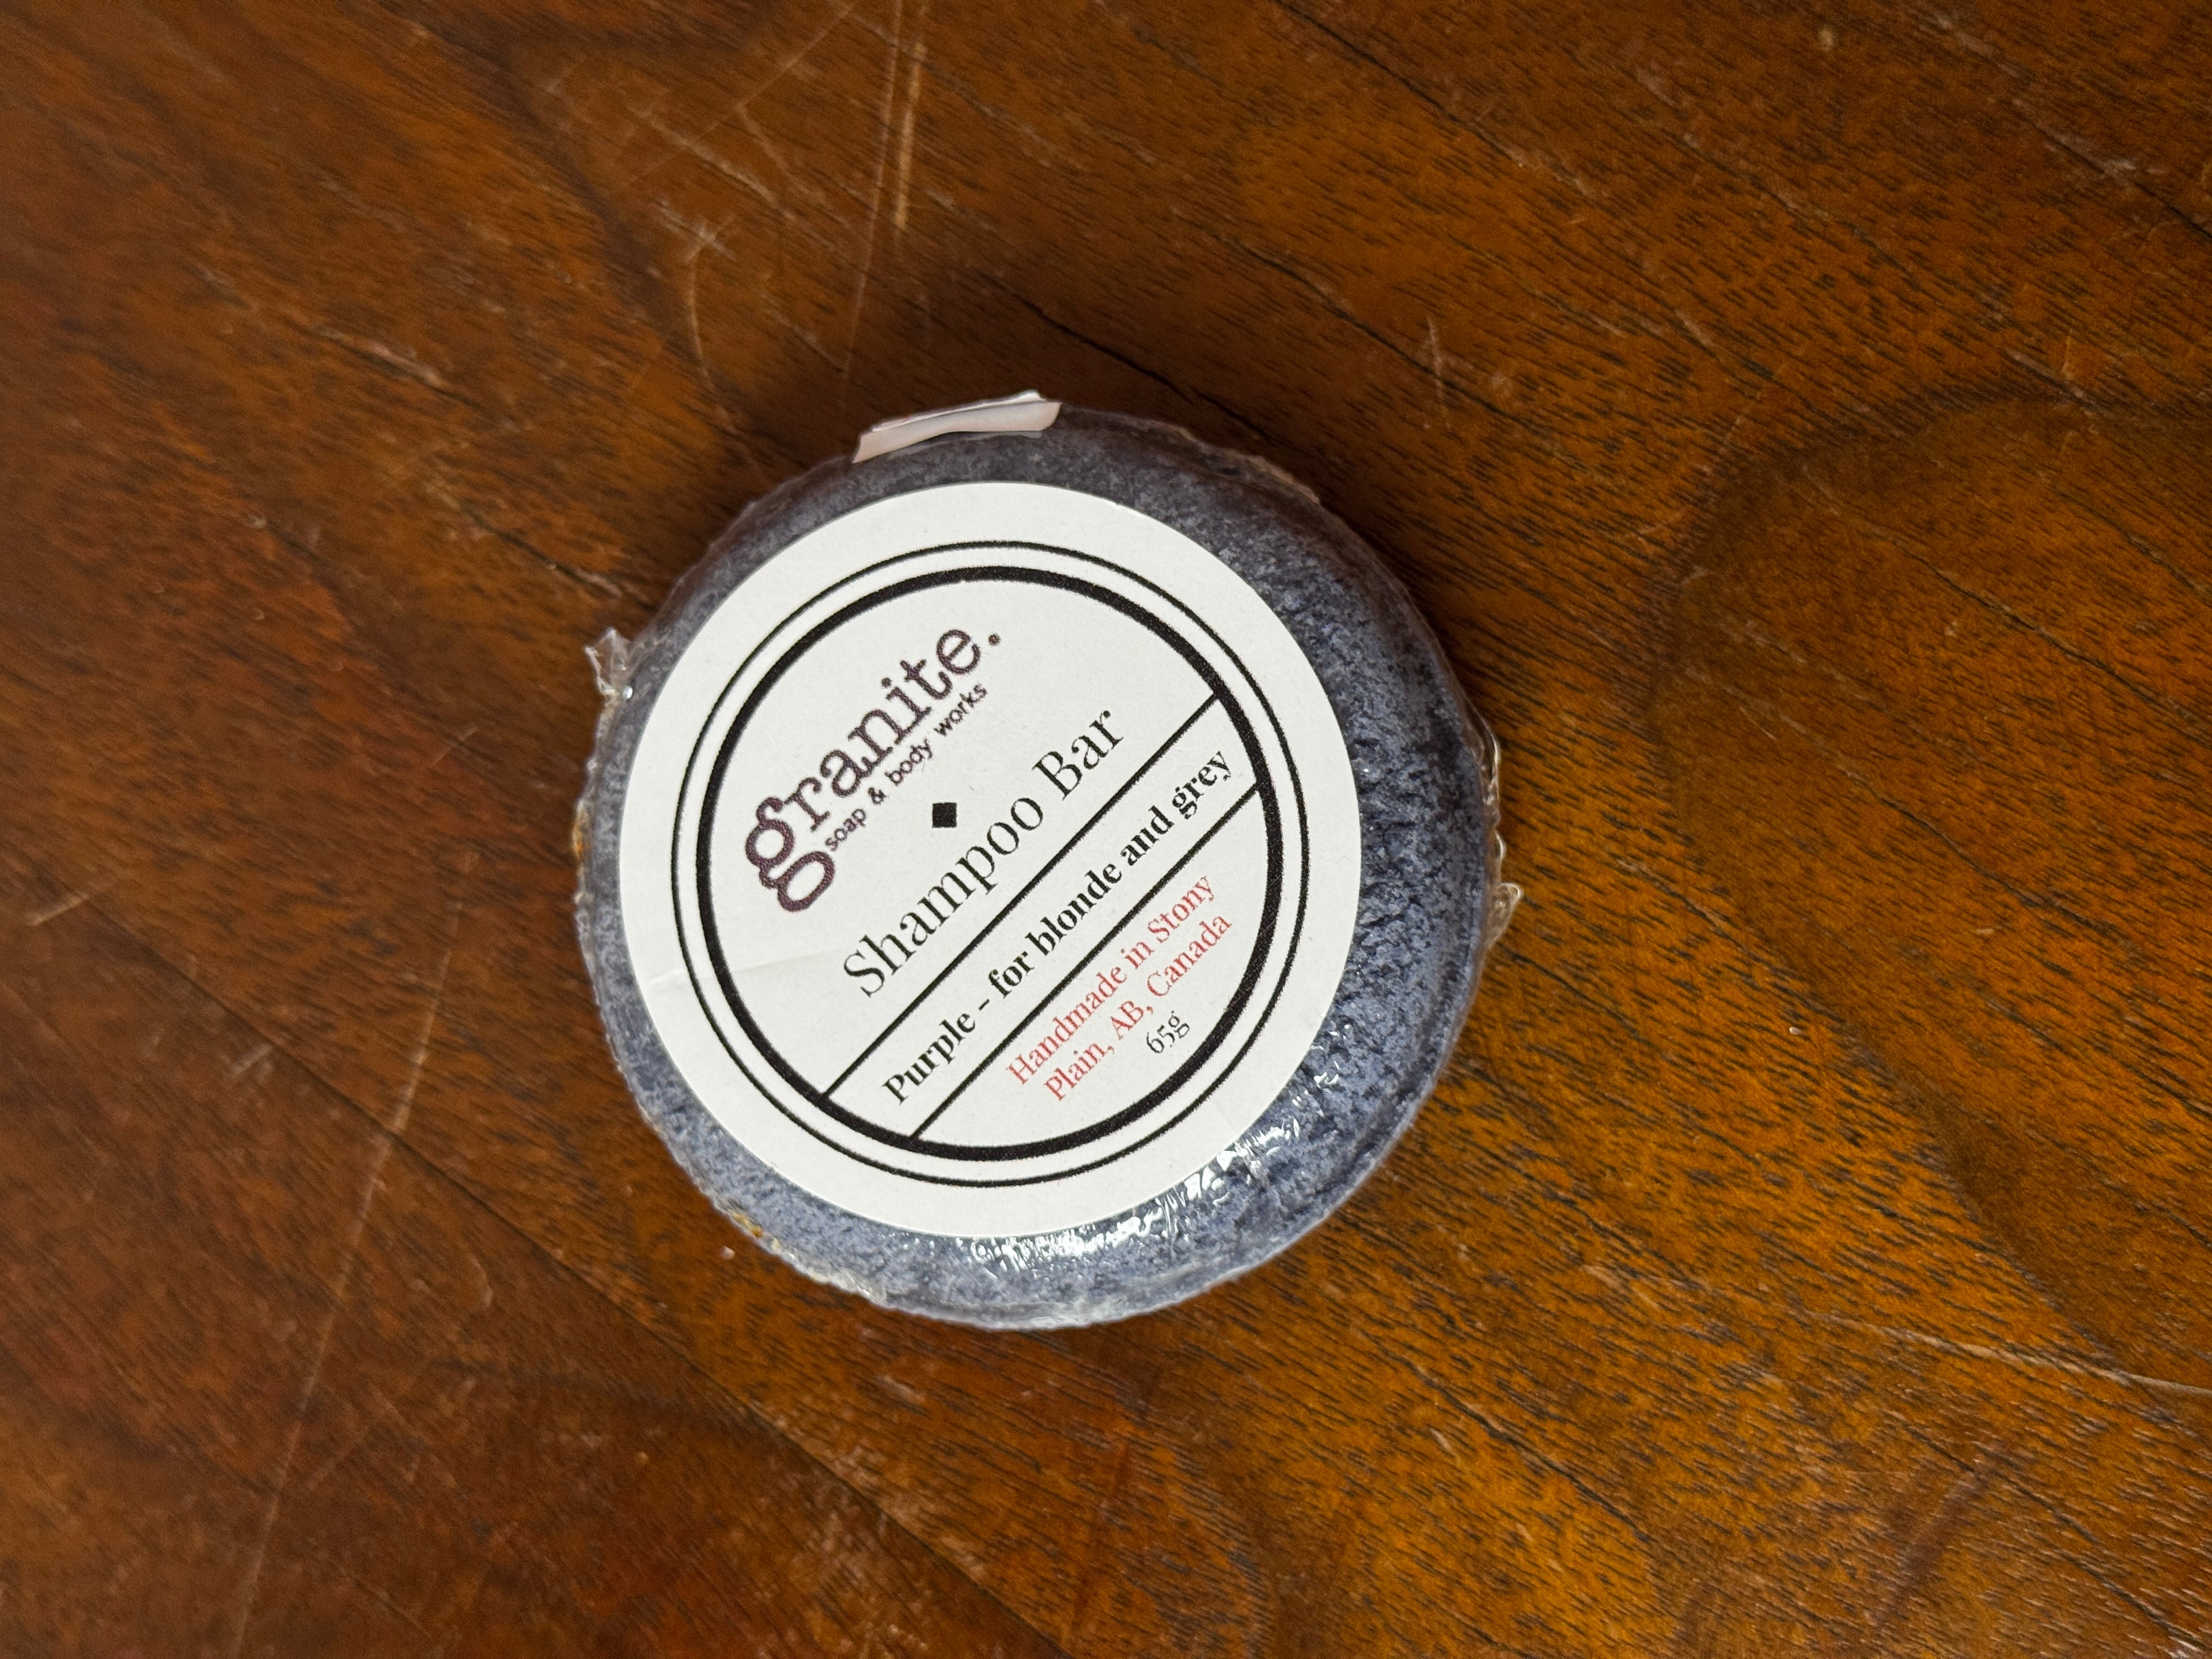 granite.
soap & body works
Shampoo Bar
Purple - for blonde and grey
Handmade in Stony
Plain, AB, Canada
65g